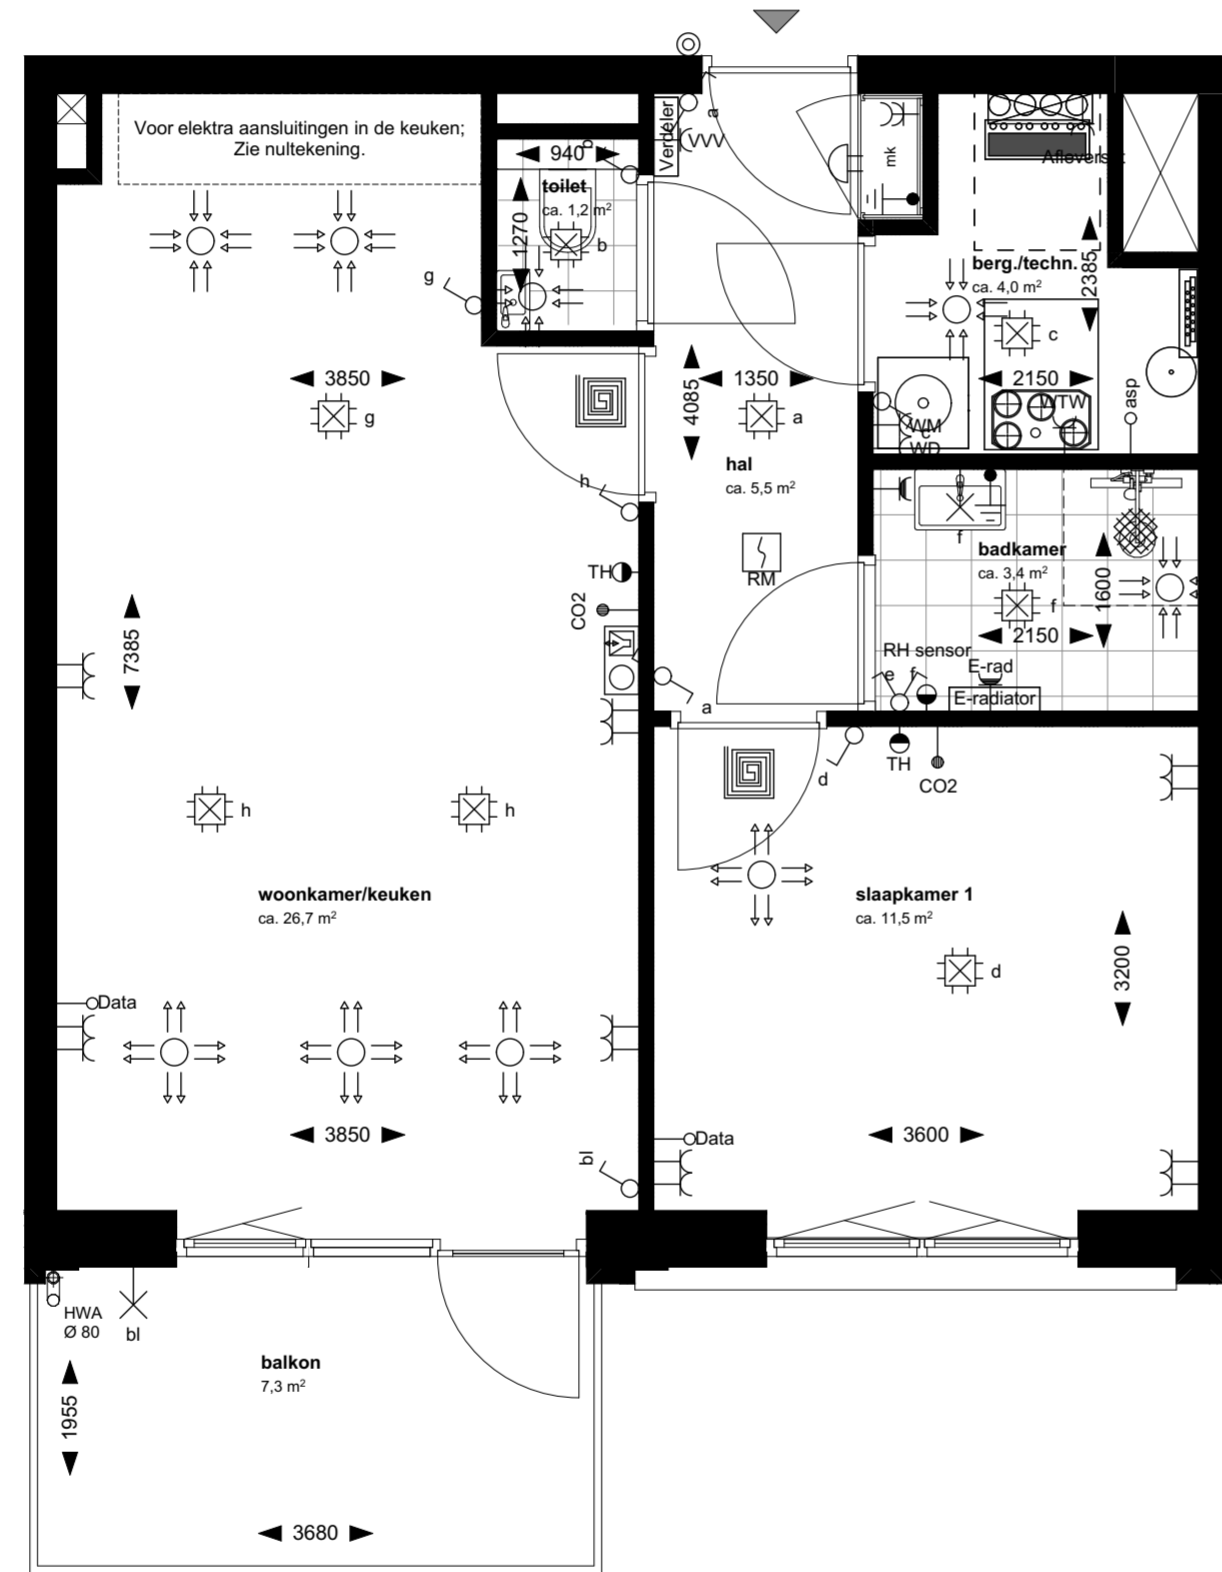 Voor elektra aansluitingen in de keuken;
Zie nultekening.
Verdeler
a
mk
Afleverset
b
940
toilet
ca. 1,2 m²
b
1270
g
berg./techn.
ca. 4,0 m²
2385
c
3850
g
4085
1350
a
2150
WTW
asp
WM
c
WD
hal
ca. 5,5 m²
h
f
badkamer
ca. 3,4 m²
f
1600
2150
RM
TH
CO2
7385
RH sensor
e
f
E-rad
E-radiator
a
d
TH
CO2
h
h
woonkamer/keuken
ca. 26,7 m²
slaapkamer 1
ca. 11,5 m²
d
3200
Data
3850
3600
Data
bl
HWA
Ø 80
bl
balkon
7,3 m²
1955
3680